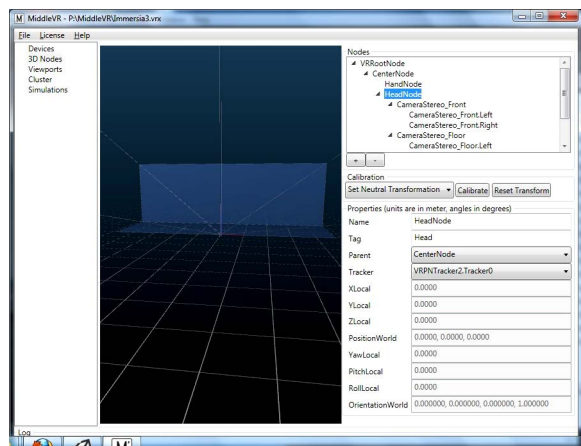 MiddleVR - P:\MiddleVR\Immersia3.vrx
File License Help
Devices
3D Nodes
Viewports
Cluster
Simulations
Nodes
VRRootNode
CenterNode
HandNode
HeadNode
CameraStereo_Front
CameraStereo_Front.Left
CameraStereo_Front.Right
CameraStereo_Floor
CameraStereo_Floor.Left
+ -
Calibration
Set Neutral Transformation Calibrate Reset Transform
Properties (units are in meter, angles in degrees)
Name HeadNode
Tag Head
Parent CenterNode
Tracker VRPNTracker2.Tracker0
XLocal 0.0000
YLocal 0.0000
ZLocal 0.0000
PositionWorld 0.0000, 0.0000, 0.0000
YawLocal 0.0000
PitchLocal 0.0000
RollLocal 0.0000
OrientationWorld 0.000000, 0.000000, 0.000000, 1.000000
Log